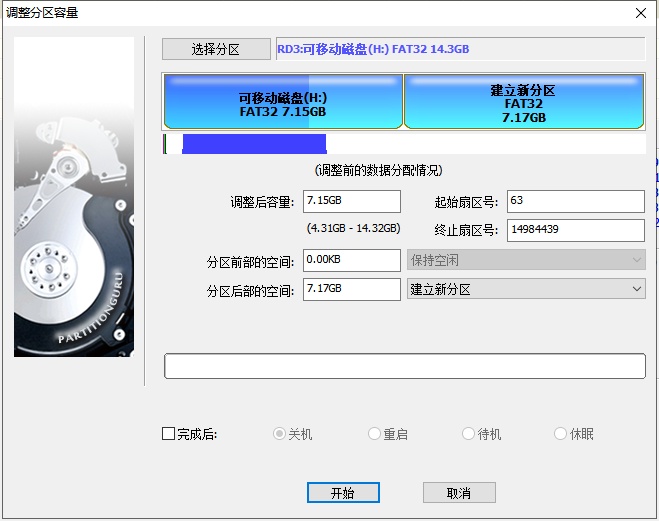 调整分区容量
选择分区
RD3:可移动磁盘(H:) FAT32 14.3GB
可移动磁盘(H:)
FAT32 7.15GB
建立新分区
FAT32
7.17GB
(调整前的数据分配情况)
调整后容量: 7.15GB 起始扇区号: 63
(4.31GB - 14.32GB) 终止扇区号: 14984439
分区前部的空间: 0.00KB 保持空闲
分区后部的空间: 7.17GB 建立新分区
PARTITIONGURU
完成后: 关机 重启 待机 休眠
开始 取消